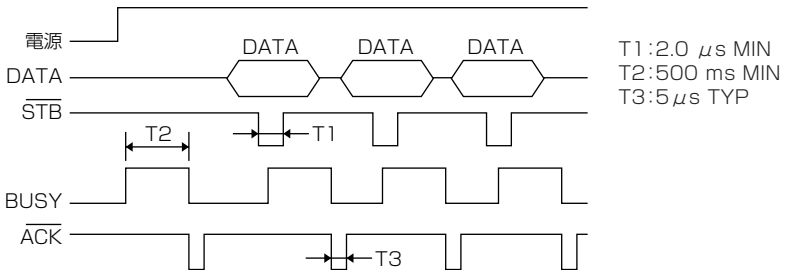 電源
DATA DATA DATA
T1:2.0 μs MIN
T2:500 ms MIN
T3:5μs TYP
DATA
STB
T2
T1
BUSY
ACK
T3